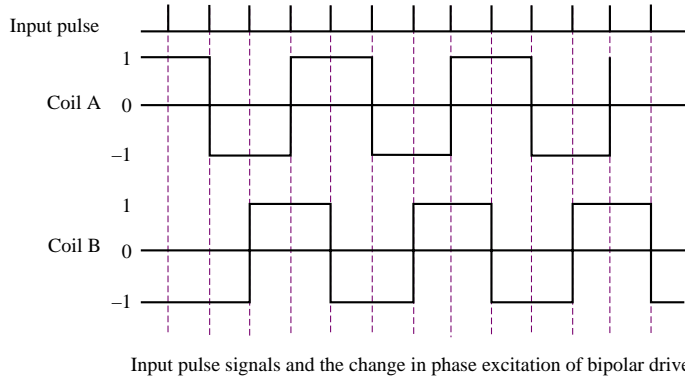 Input pulse
1
Coil A 0
–1
1
Coil B 0
–1
Input pulse signals and the change in phase excitation of bipolar drive